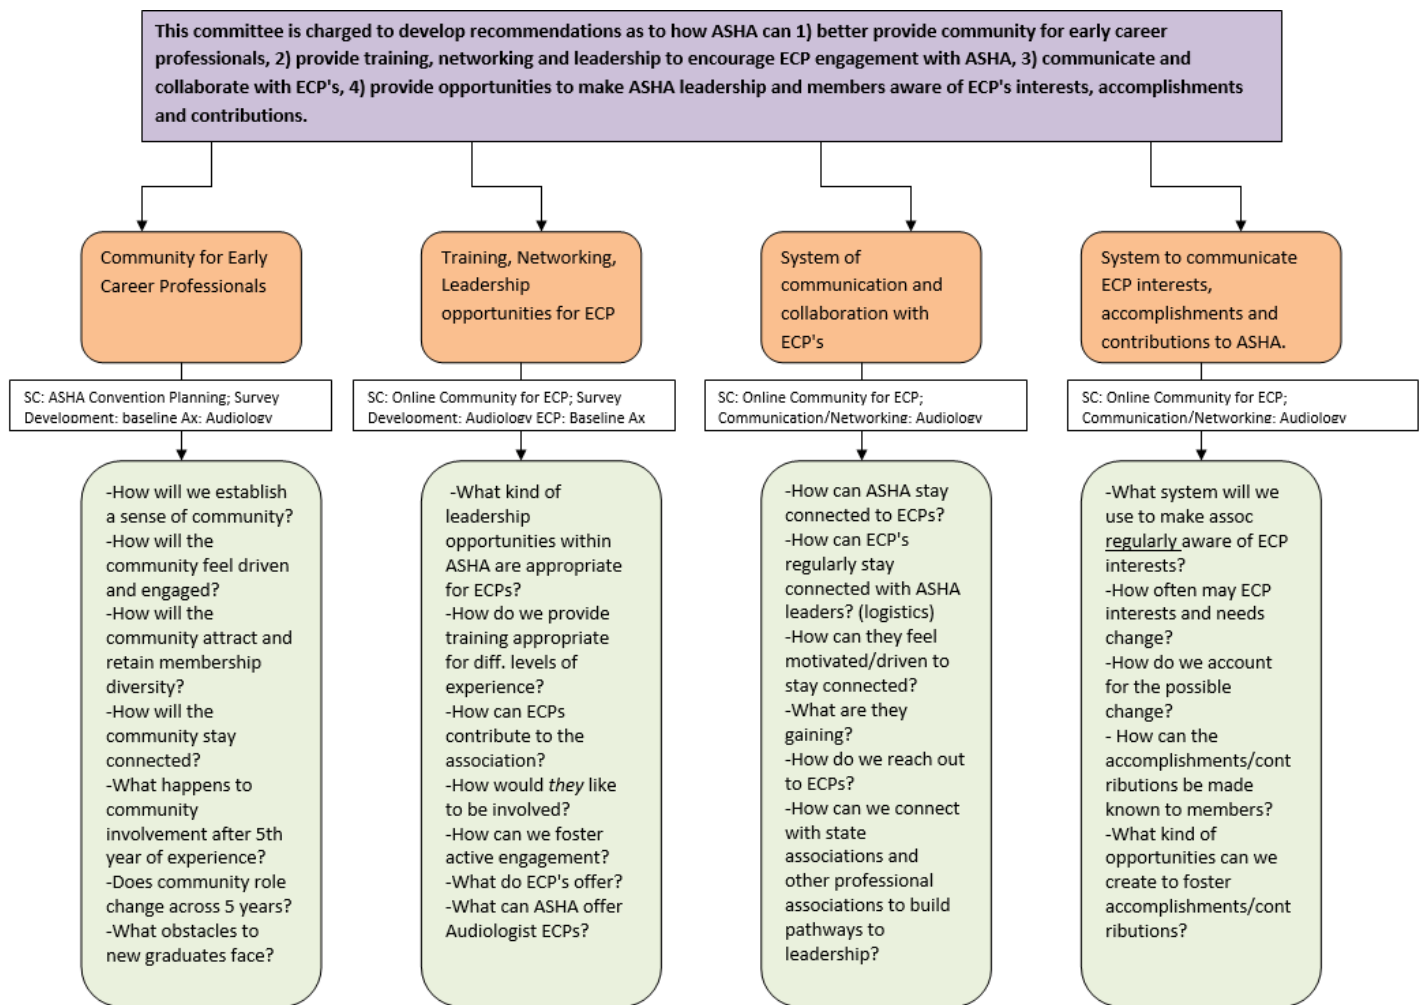 This committee is charged to develop recommendations as to how ASHA can 1) better provide community for early career
professionals, 2) provide training, networking and leadership to encourage ECP engagement with ASHA, 3) communicate and
collaborate with ECP's, 4) provide opportunities to make ASHA leadership and members aware of ECP's interests, accomplishments
and contributions.
Community for Early
Career Professionals
Training, Networking,
Leadership
opportunities for ECP
System of
communication and
collaboration with
ECP's
System to communicate
ECP interests,
accomplishments and
contributions to ASHA.
SC: ASHA Convention Planning; Survey
Development; baseline Ax; Audiology
SC: Online Community for ECP; Survey
Development; Audiology ECP; Baseline Ax
SC: Online Community for ECP;
Communication/Networking; Audiology
SC: Online Community for ECP;
Communication/Networking; Audiology
-How will we establish
a sense of community?
-How will the
community feel driven
and engaged?
-How will the
community attract and
retain membership
diversity?
-How will the
community stay
connected?
-What happens to
community
involvement after 5th
year of experience?
-Does community role
change across 5 years?
-What obstacles to
new graduates face?
-What kind of
leadership
opportunities within
ASHA are appropriate
for ECPs?
-How do we provide
training appropriate
for diff. levels of
experience?
-How can ECPs
contribute to the
association?
-How would they like
to be involved?
-How can we foster
active engagement?
-What do ECP's offer?
-What can ASHA offer
Audiologist ECPs?
-How can ASHA stay
connected to ECPs?
-How can ECP's
regularly stay
connected with ASHA
leaders? (logistics)
-How can they feel
motivated/driven to
stay connected?
-What are they
gaining?
-How do we reach out
to ECPs?
-How can we connect
with state
associations and
other professional
associations to build
pathways to
leadership?
-What system will we
use to make assoc
regularly aware of ECP
interests?
-How often may ECP
interests and needs
change?
-How do we account
for the possible
change?
- How can the
accomplishments/cont
ributions be made
known to members?
-What kind of
opportunities can we
create to foster
accomplishments/cont
ributions?